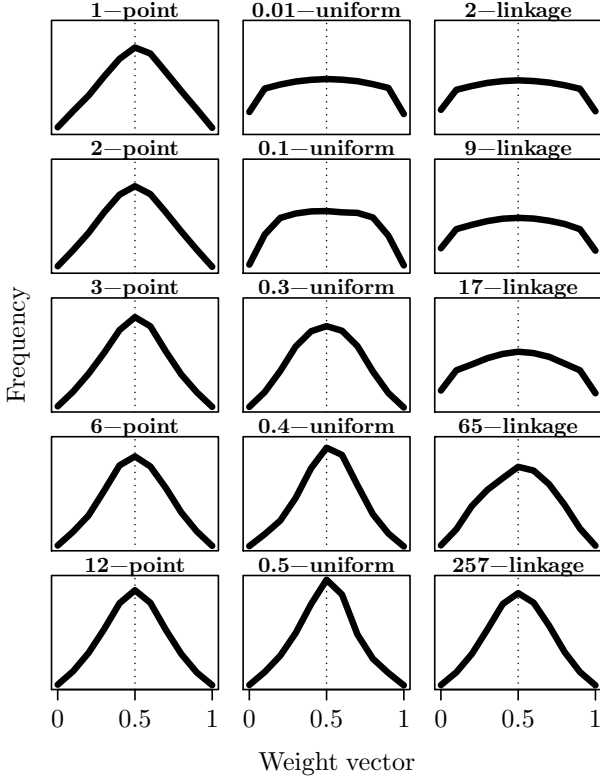 1−point 0.01−uniform 2−linkage
2−point 0.1−uniform 9−linkage
3−point 0.3−uniform 17−linkage
6−point 0.4−uniform 65−linkage
12−point 0.5−uniform 257−linkage
Frequency
0 0.5 1 0 0.5 1 0 0.5 1
Weight vector